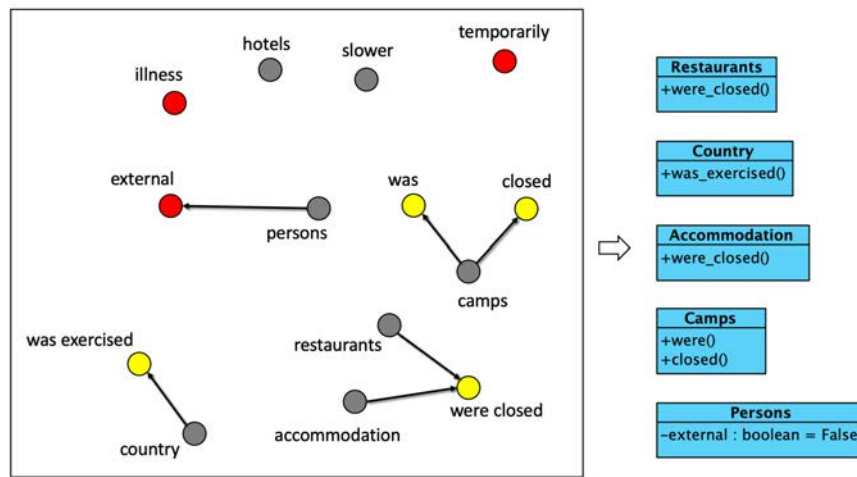 hotels
slower
temporarily
illness
external
was
closed
persons
camps
was exercised
restaurants
were closed
accommodation
country
Restaurants
+were_closed()
Country
+was_exercised()
Accommodation
+were_closed()
Camps
+were()
+closed()
Persons
−external : boolean = False